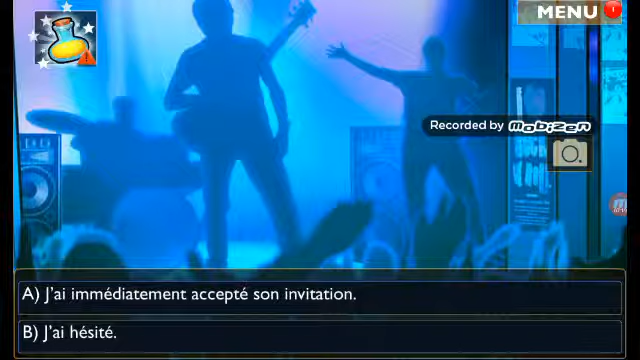 MENU
Recorded by mobizen
A) J'ai immédiatement accepté son invitation.
B) J'ai hésité.